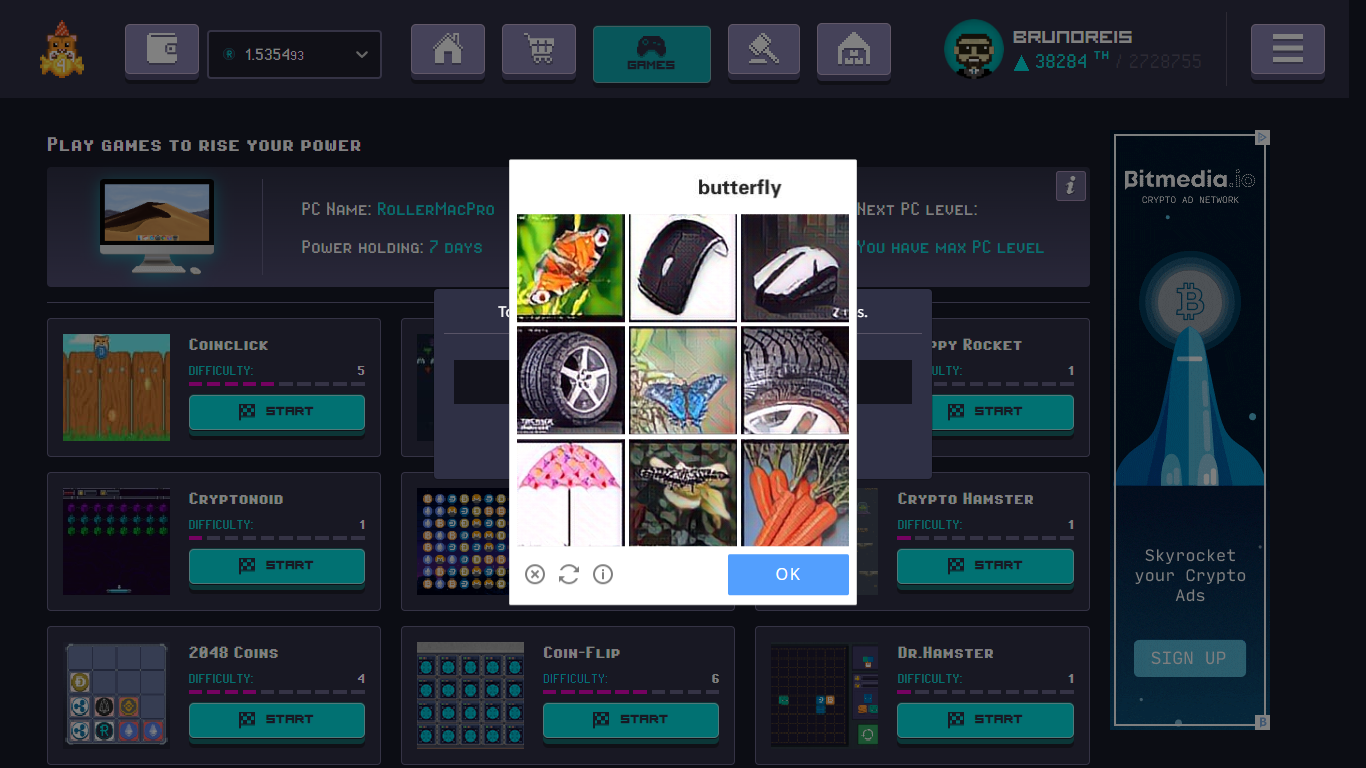 1.535493
GAMES
BRUNOREIS
38284 TH / 2728755
Play games to rise your power
PC Name: RollerMacPro
Next PC level:
Power holding: 7 days
You have max PC level
butterfly
OK
Coinclick
Difficulty: 5
START
Difficulty: 1
START
Cryptonoid
Difficulty: 1
START
Crypto Hamster
Difficulty: 1
START
2048 Coins
Difficulty: 4
START
Coin-Flip
Difficulty: 6
START
Dr.Hamster
Difficulty: 1
START
Bitmedia.io
CRYPTO AD NETWORK
Skyrocket
your Crypto
Ads
SIGN UP